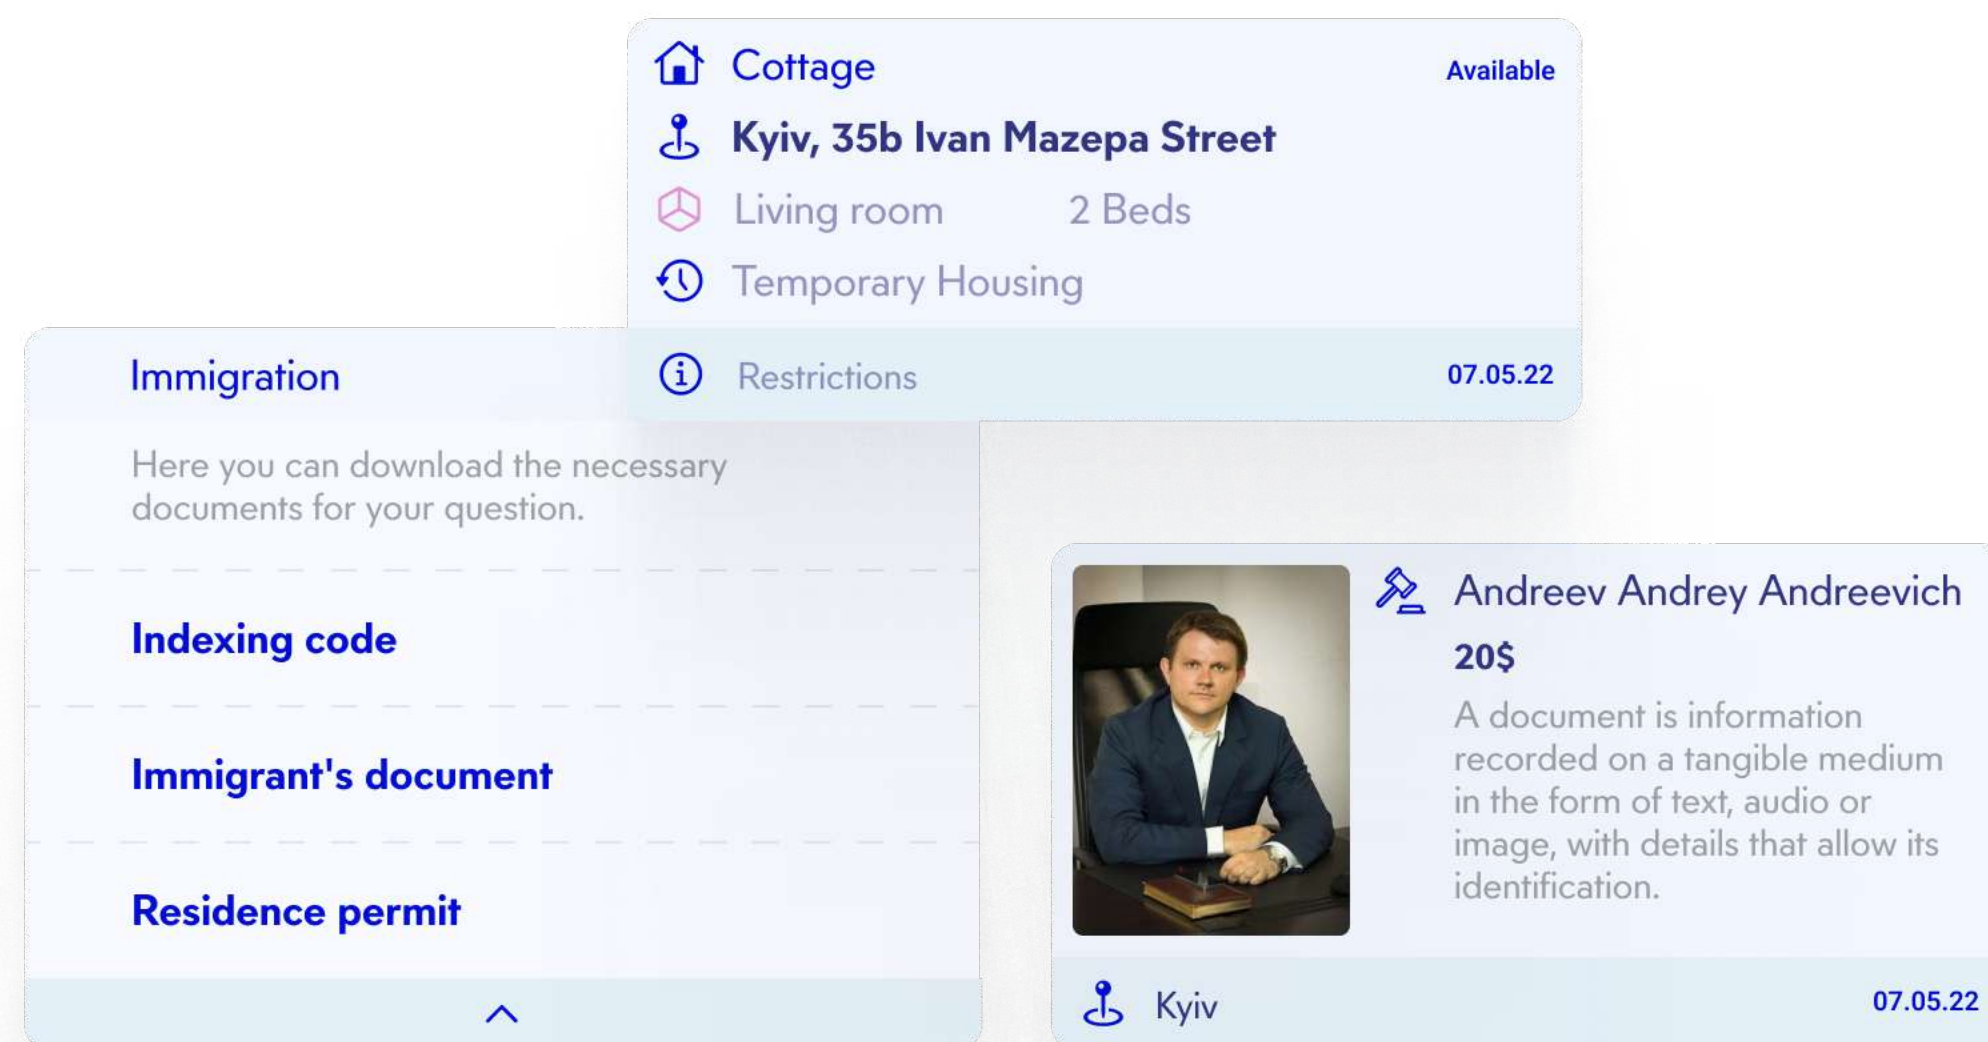 Cottage
Available
Kyiv, 35b Ivan Mazepa Street
Living room 2 Beds
Temporary Housing
Restrictions
07.05.22
Immigration
Here you can download the necessary
documents for your question.
Indexing code
Immigrant's document
Residence permit
Andreev Andrey Andreevich
20$
A document is information
recorded on a tangible medium
in the form of text, audio or
image, with details that allow its
identification.
Kyiv
07.05.22